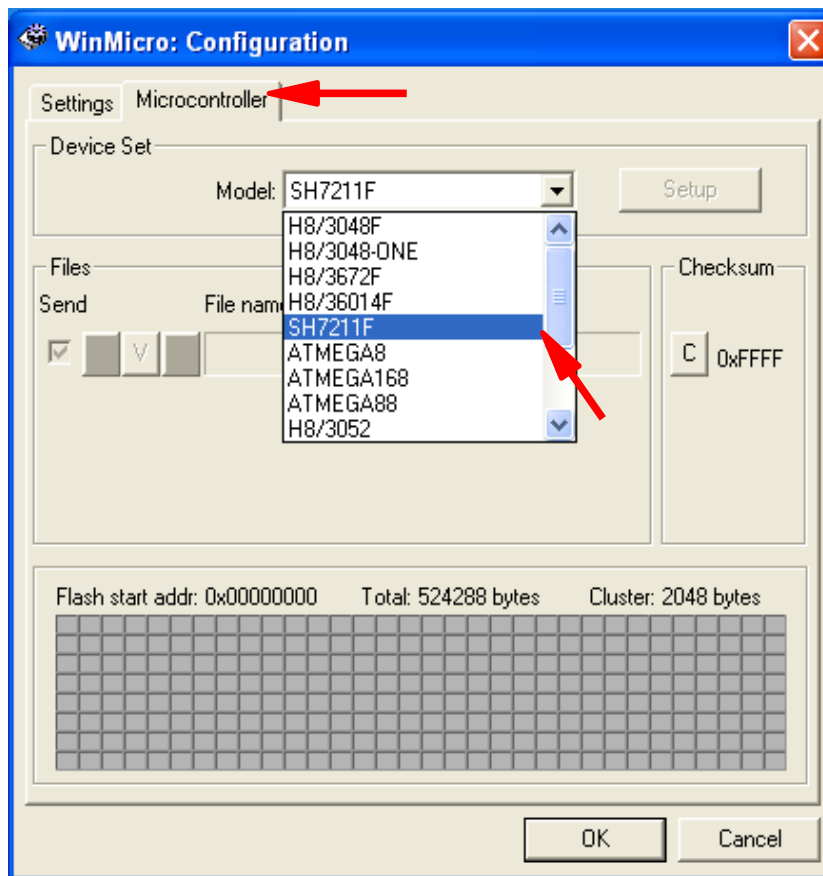 WinMicro: Configuration
Settings Microcontroller
Device Set
Model: SH7211F Setup
H8/3048F
H8/3048-ONE
H8/3672F
H8/36014F
SH7211F
ATMEGA8
ATMEGA168
ATMEGA88
H8/3052
Files
Send File nam
V
Checksum
C 0xFFFF
Flash start addr: 0x00000000 Total: 524288 bytes Cluster: 2048 bytes
OK Cancel